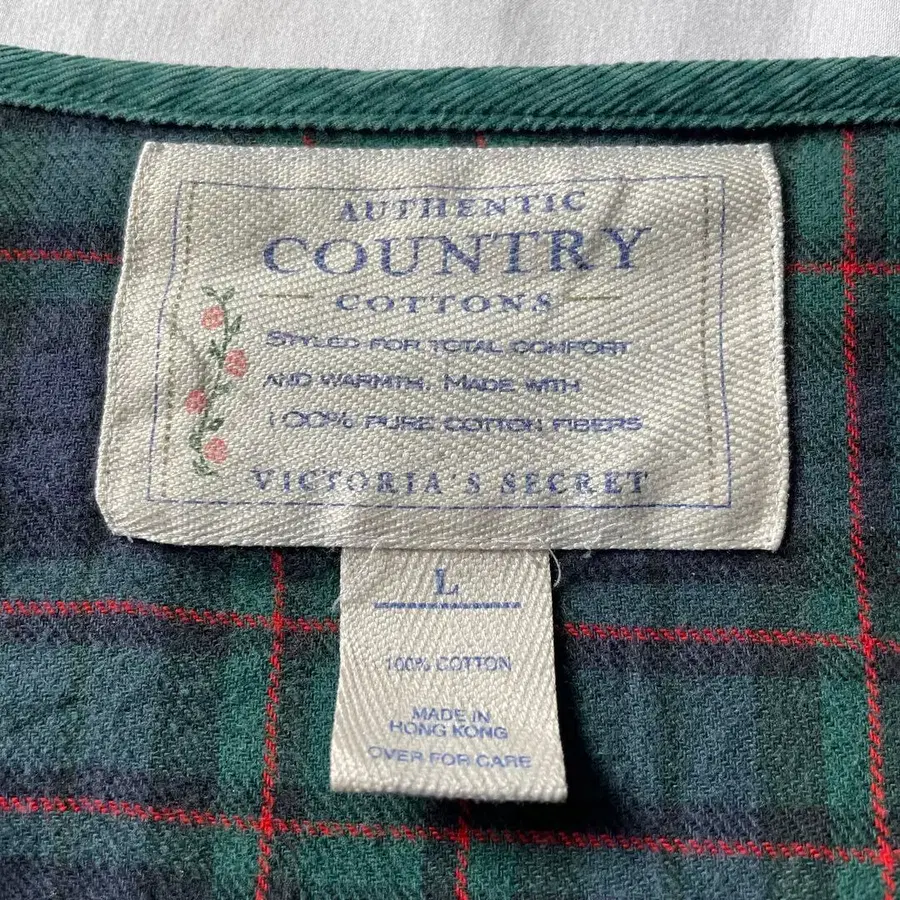 AUTHENTIC
COUNTRY
COTTONS
STYLED FOR TOTAL COMFORT
AND WARMTH. MADE WITH
100% PURE COTTON FIBERS
VICTORIA'S SECRET
L
100% COTTON
MADE IN
HONG KONG
OVER FOR CARE